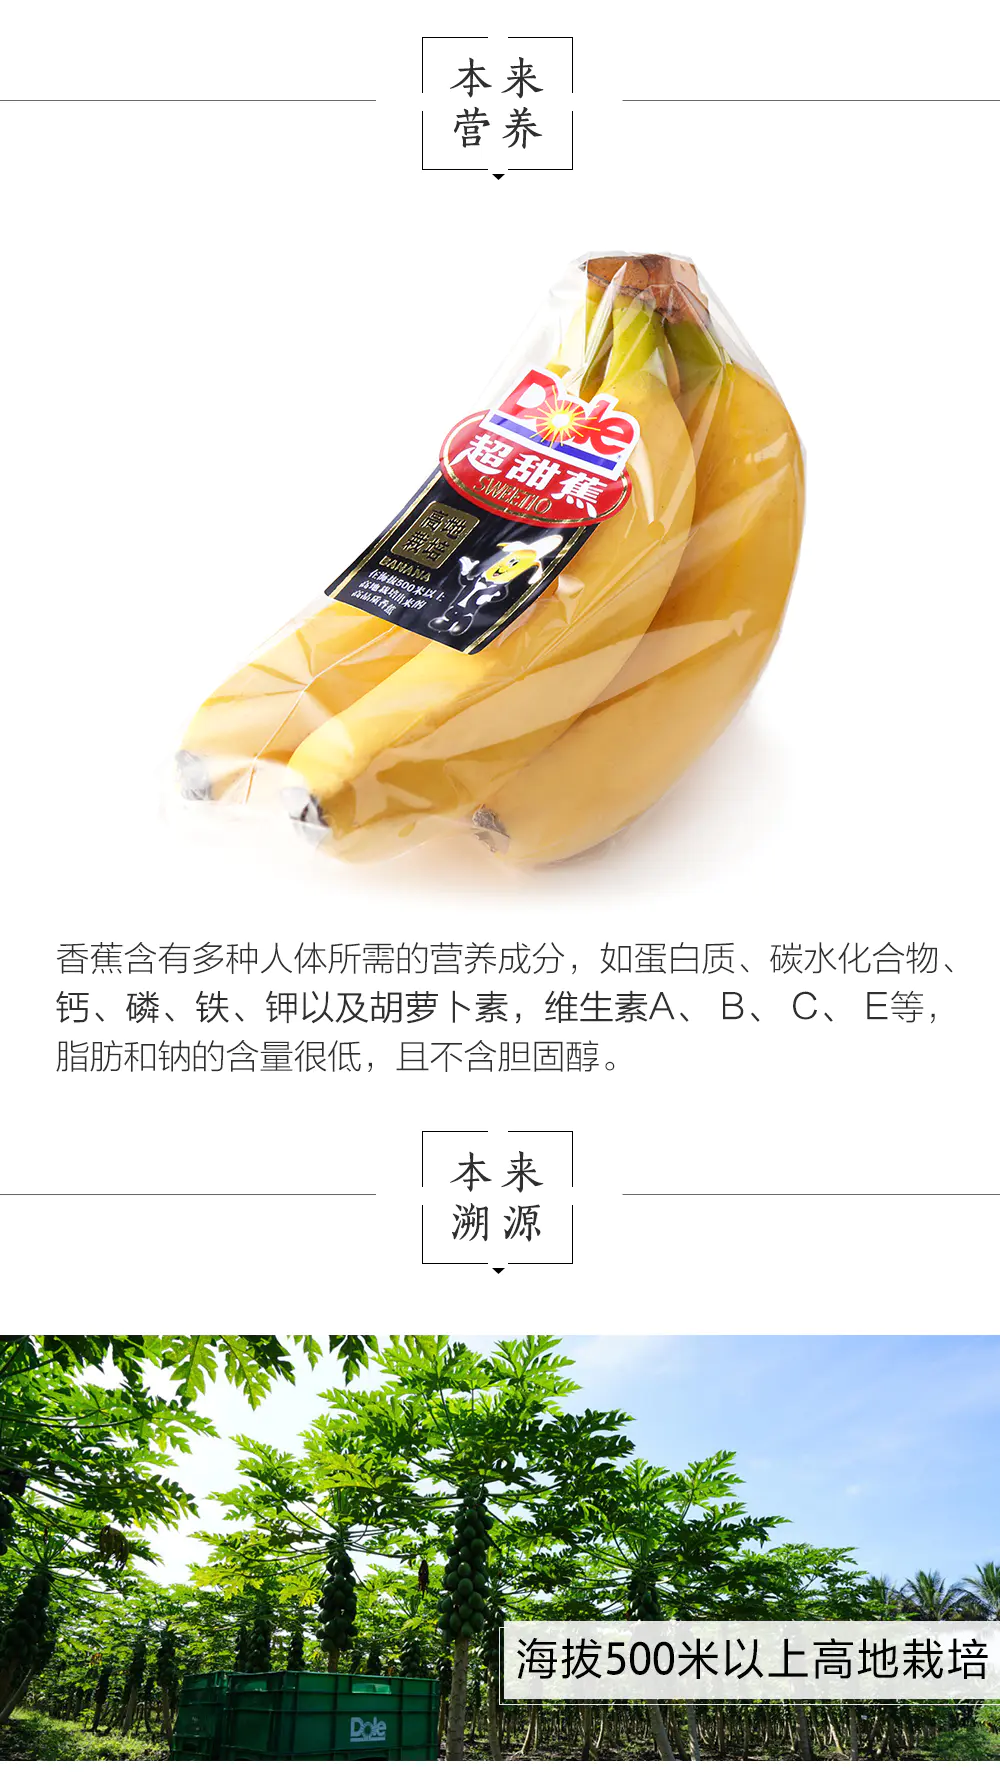 本来
营养
Dole
超甜蕉
SWEETIO
高地
栽培
BANANA
在海拔500米以上
高地栽培出来的
高品质香蕉
香蕉含有多种人体所需的营养成分，如蛋白质、碳水化合物、
钙、磷、铁、钾以及胡萝卜素，维生素A、 B、 C、 E等，
脂肪和钠的含量很低，且不含胆固醇。
本来
溯源
海拔500米以上高地栽培
Dole